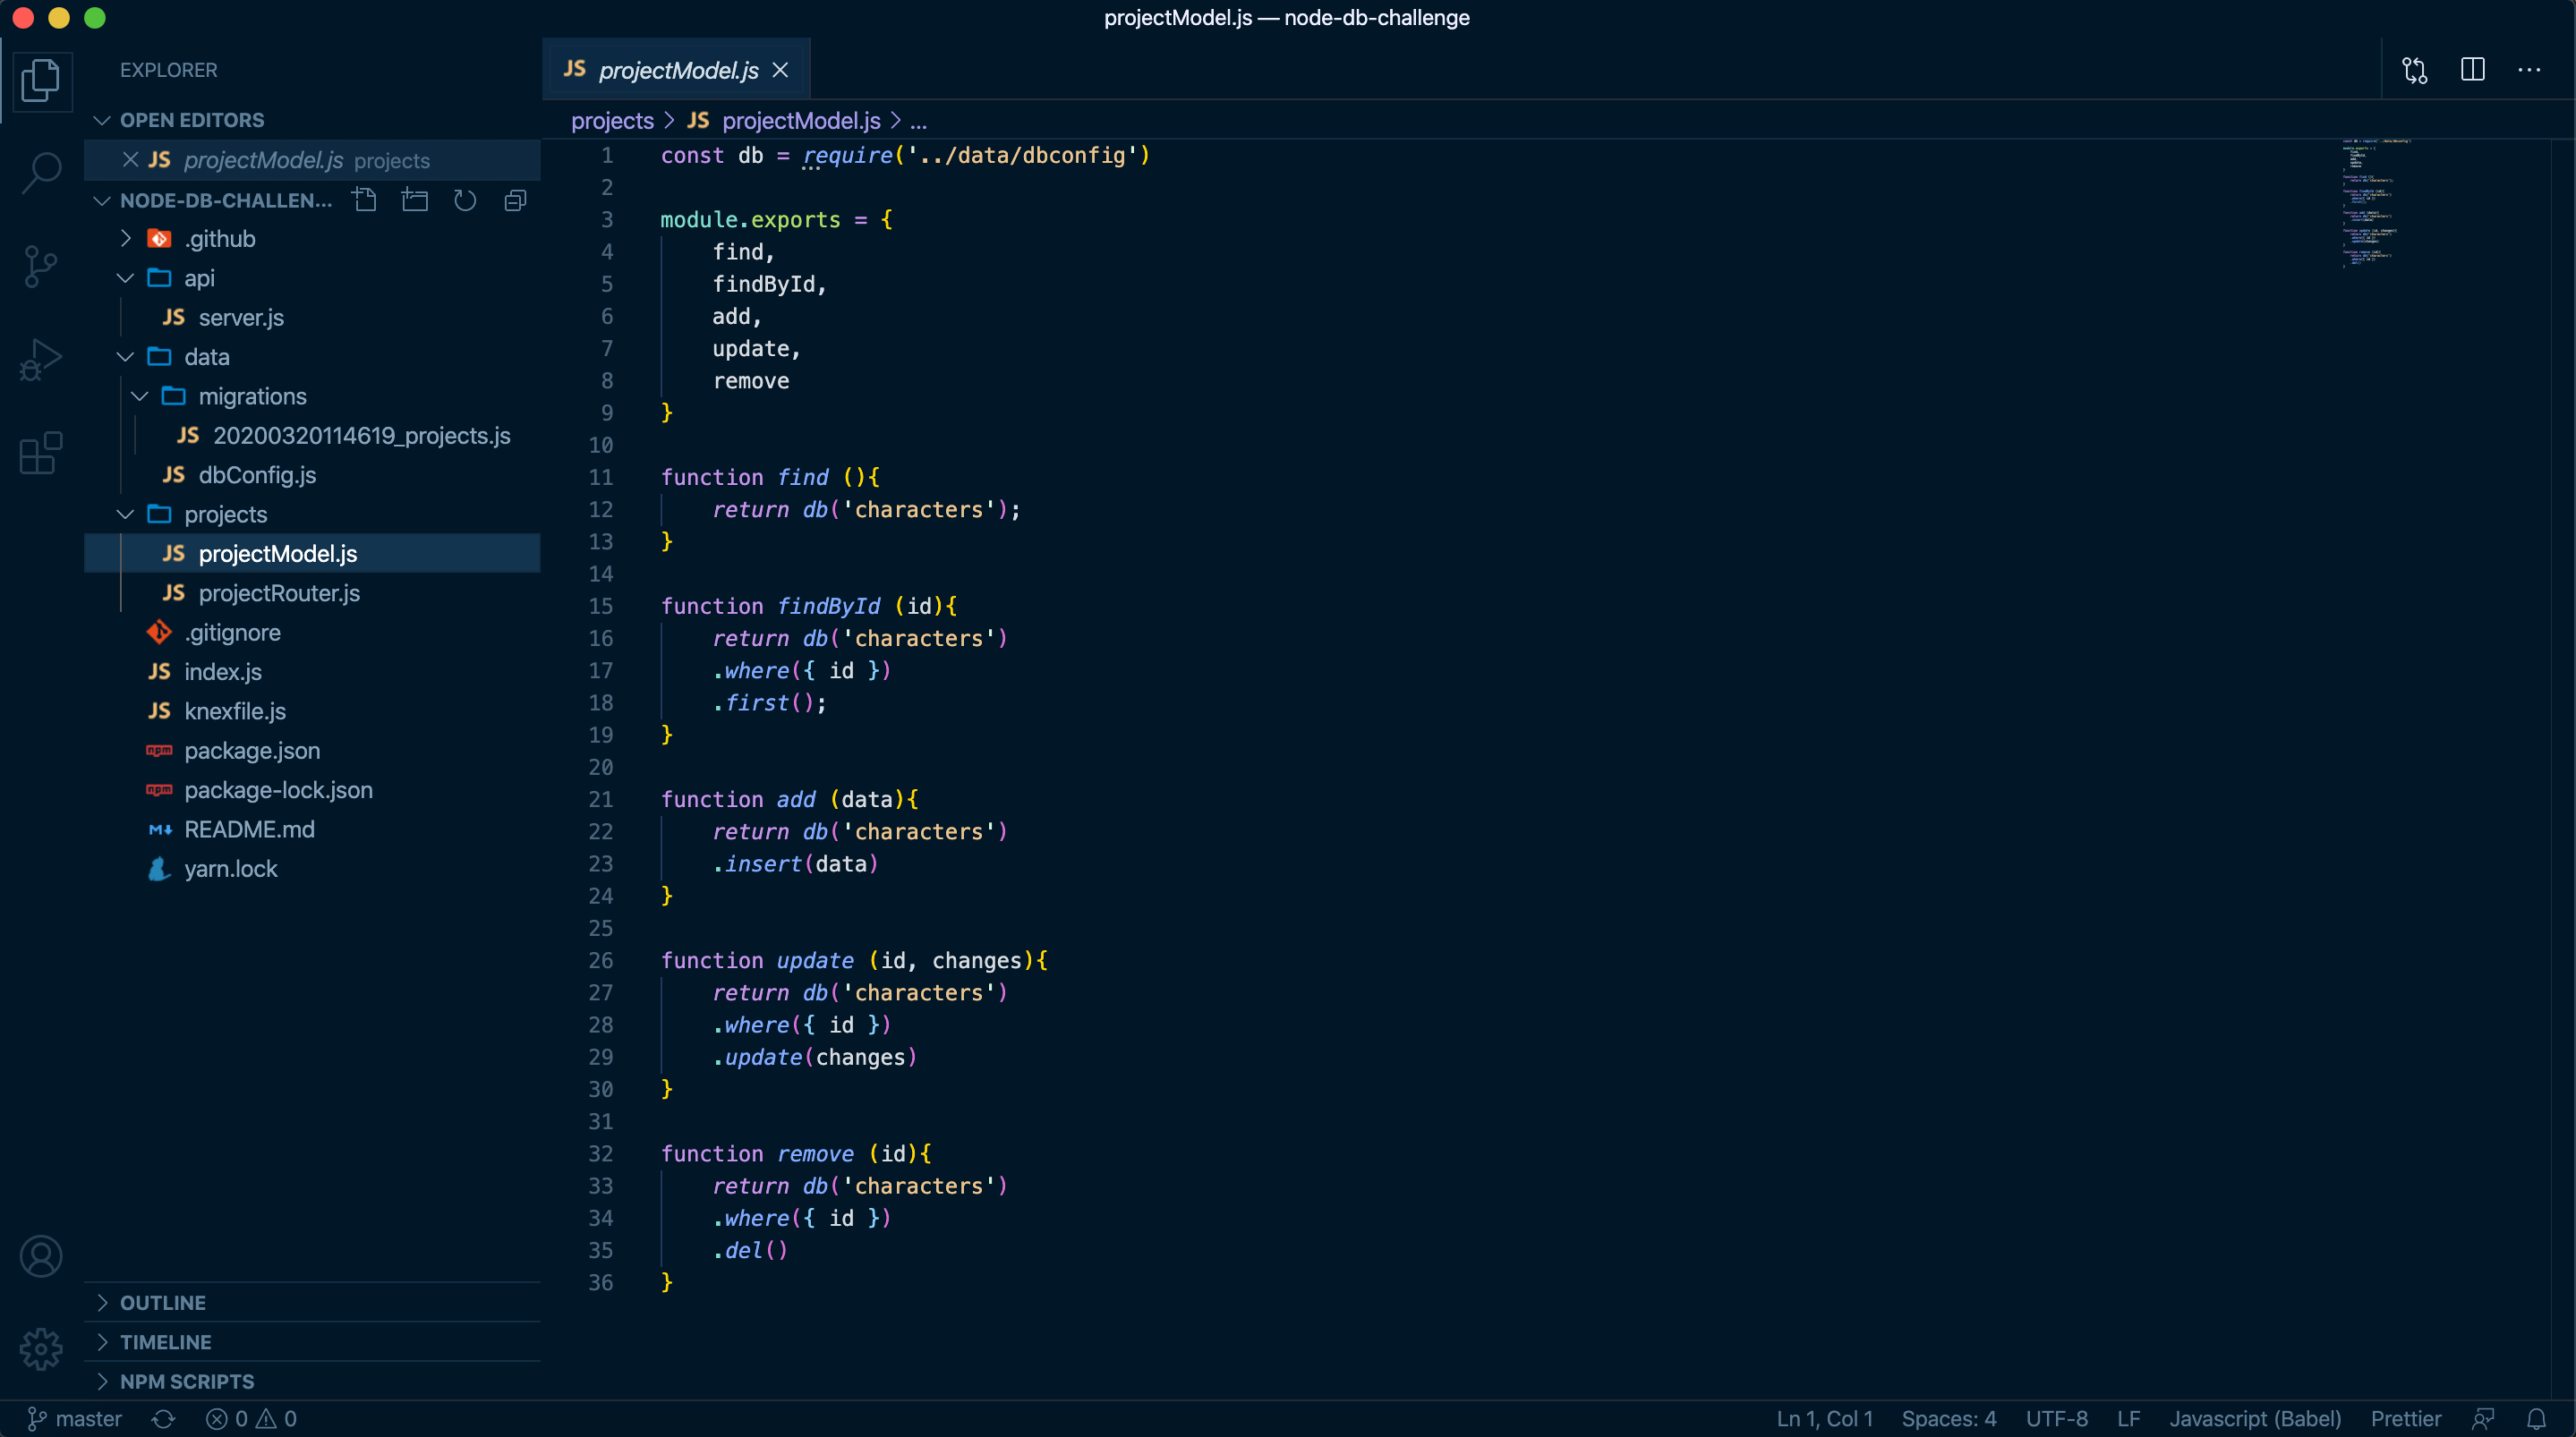 projectModel.js — node-db-challenge
EXPLORER
OPEN EDITORS
JS projectModel.js projects
NODE-DB-CHALLEN...
.github
api
JS server.js
data
migrations
JS 20200320114619_projects.js
JS dbConfig.js
projects
JS projectModel.js
JS projectRouter.js
.gitignore
JS index.js
JS knexfile.js
npm package.json
npm package-lock.json
M README.md
yarn.lock
OUTLINE
TIMELINE
NPM SCRIPTS
JS projectModel.js
projects > JS projectModel.js > ...
1 const db = require('../data/dbconfig')
2
3 module.exports = {
4     find,
5     findById,
6     add,
7     update,
8     remove
9 }
10
11 function find (){
12     return db('characters');
13 }
14
15 function findById (id){
16     return db('characters')
17     .where({ id })
18     .first();
19 }
20
21 function add (data){
22     return db('characters')
23     .insert(data)
24 }
25
26 function update (id, changes){
27     return db('characters')
28     .where({ id })
29     .update(changes)
30 }
31
32 function remove (id){
33     return db('characters')
34     .where({ id })
35     .del()
36 }
master 0 0 Ln 1, Col 1 Spaces: 4 UTF-8 LF Javascript (Babel) Prettier